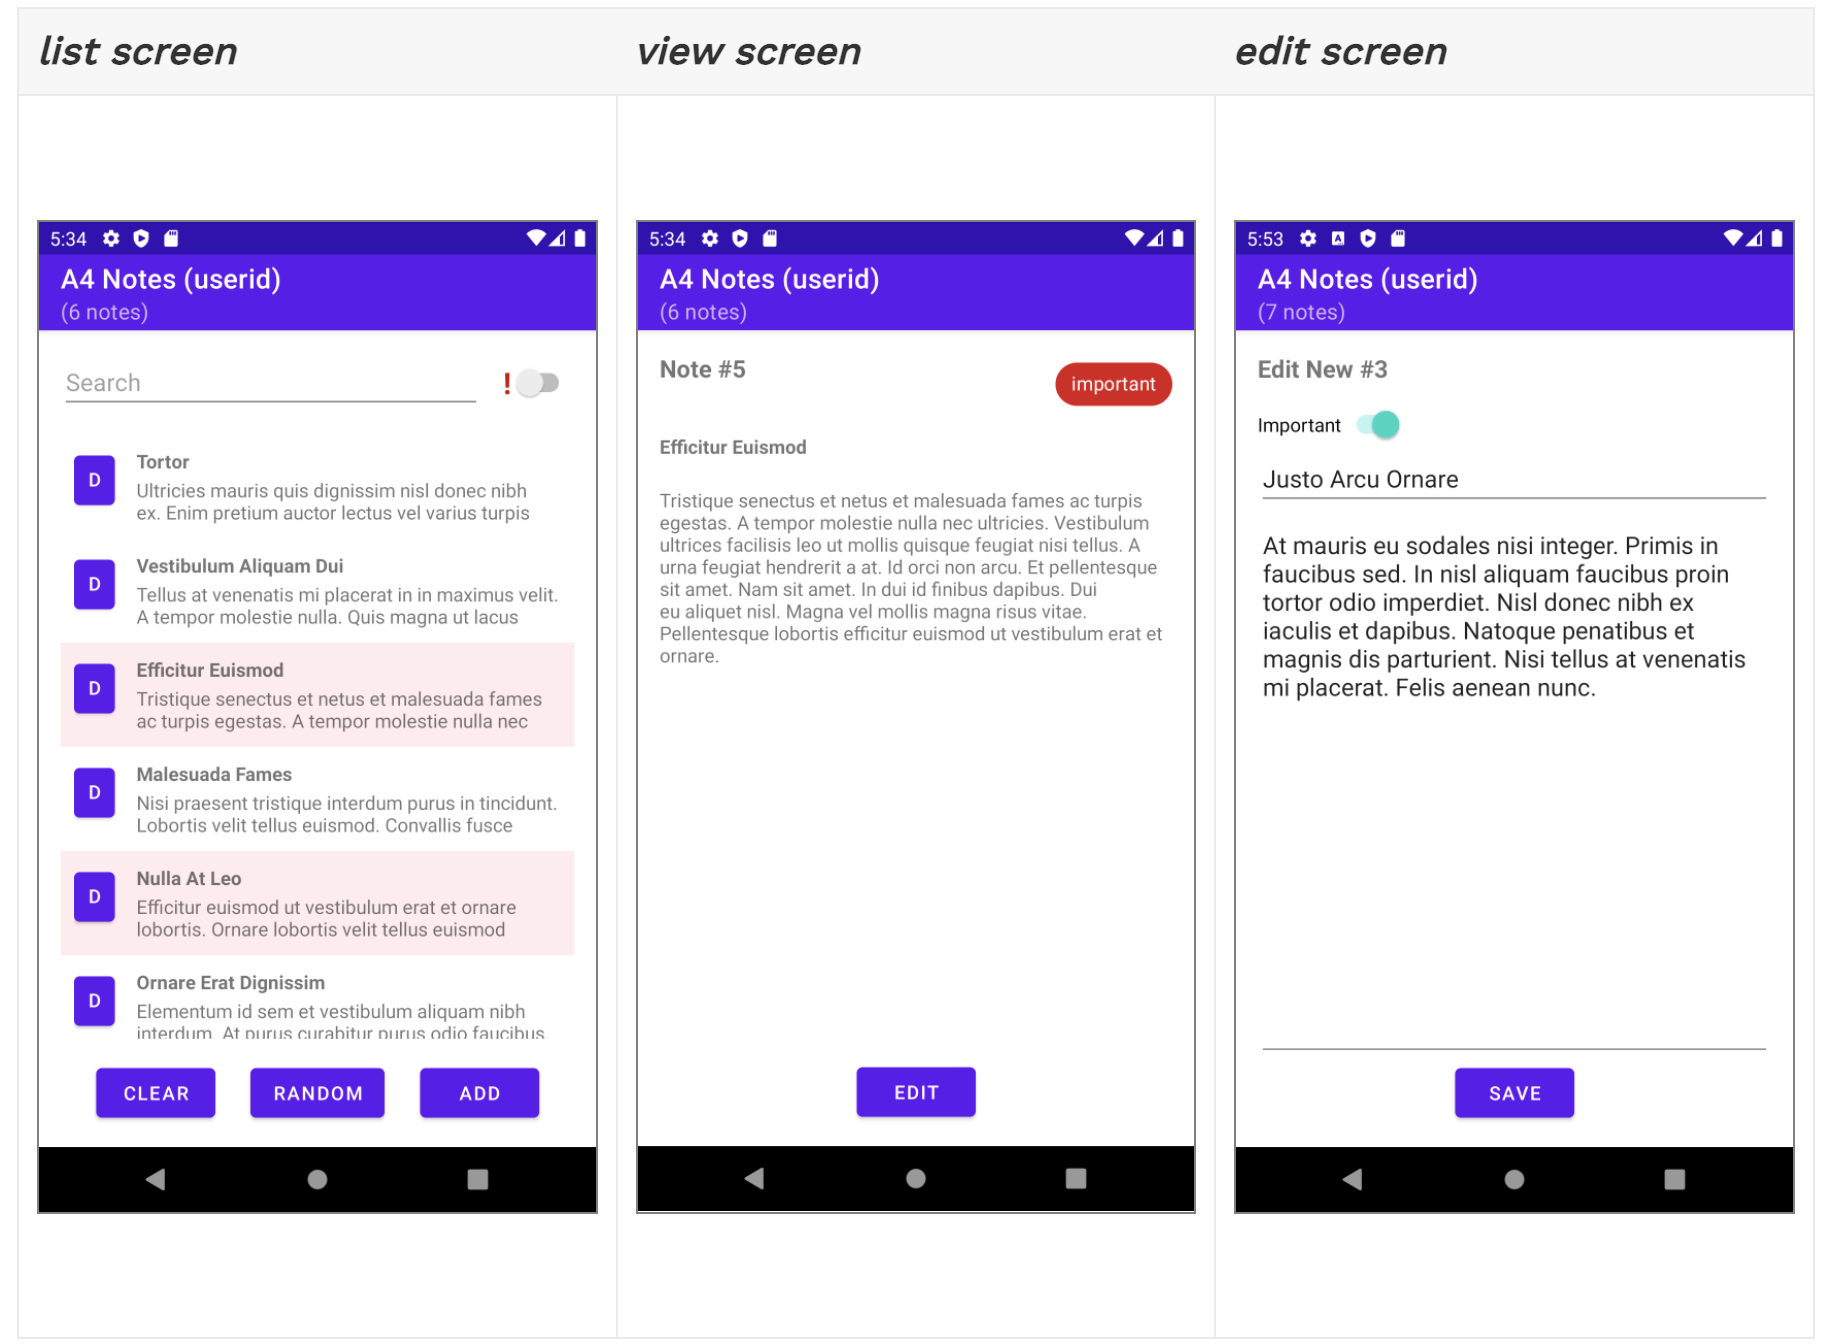 list screen
view screen
edit screen
5:34
A4 Notes (userid)
(6 notes)
Search
!
D
Tortor
Ultricies mauris quis dignissim nisl donec nibh
ex. Enim pretium auctor lectus vel varius turpis
D
Vestibulum Aliquam Dui
Tellus at venenatis mi placerat in in maximus velit.
A tempor molestie nulla. Quis magna ut lacus
D
Efficitur Euismod
Tristique senectus et netus et malesuada fames
ac turpis egestas. A tempor molestie nulla nec
D
Malesuada Fames
Nisi praesent tristique interdum purus in tincidunt.
Lobortis velit tellus euismod. Convallis fusce
D
Nulla At Leo
Efficitur euismod ut vestibulum erat et ornare
lobortis. Ornare lobortis velit tellus euismod
D
Ornare Erat Dignissim
Elementum id sem et vestibulum aliquam nibh
interdum. At purus curabitur purus odio faucibus.
CLEAR
RANDOM
ADD
5:34
A4 Notes (userid)
(6 notes)
Note #5
important
Efficitur Euismod
Tristique senectus et netus et malesuada fames ac turpis
egestas. A tempor molestie nulla nec ultricies. Vestibulum
ultrices facilisis leo ut mollis quisque feugiat nisi tellus. A
urna feugiat hendrerit a at. Id orci non arcu. Et pellentesque
sit amet. Nam sit amet. In dui id finibus dapibus. Dui
eu aliquet nisl. Magna vel mollis magna risus vitae.
Pellentesque lobortis efficitur euismod ut vestibulum erat et
ornare.
EDIT
5:53
A4 Notes (userid)
(7 notes)
Edit New #3
Important
Justo Arcu Ornare
At mauris eu sodales nisi integer. Primis in
faucibus sed. In nisl aliquam faucibus proin
tortor odio imperdiet. Nisl donec nibh ex
iaculis et dapibus. Natoque penatibus et
magnis dis parturient. Nisi tellus at venenatis
mi placerat. Felis aenean nunc.
SAVE